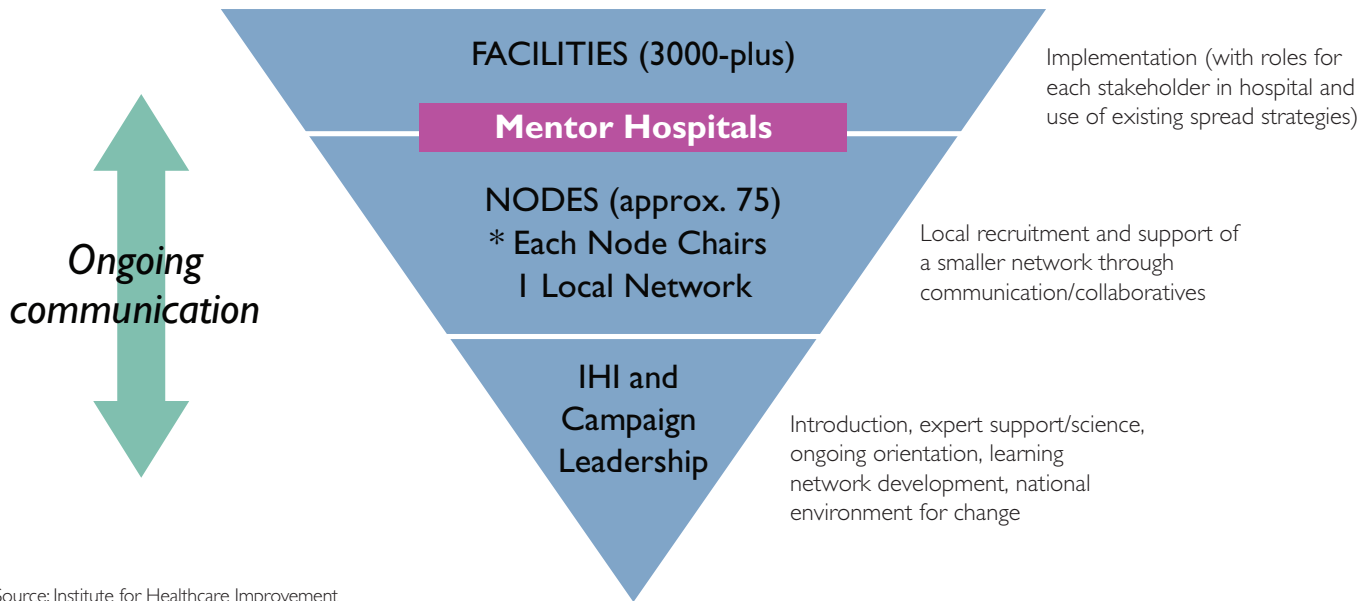 FACILITIES (3000-plus)
Mentor Hospitals
Implementation (with roles for
each stakeholder in hospital and
use of existing spread strategies)
Ongoing
communication
NODES (approx. 75)
* Each Node Chairs
1 Local Network
Local recruitment and support of
a smaller network through
communication/collaboratives
IHI and
Campaign
Leadership
Introduction, expert support/science,
ongoing orientation, learning
network development, national
environment for change
Source: Institute for Healthcare Improvement